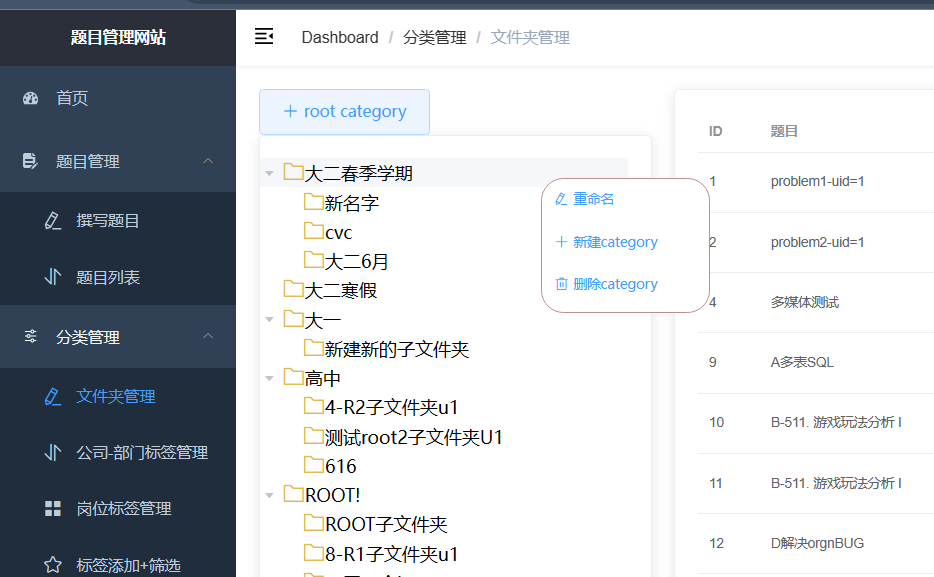 题目管理网站
首页
题目管理
撰写题目
题目列表
分类管理
文件夹管理
公司-部门标签管理
岗位标签管理
标签添加+筛选
Dashboard / 分类管理 / 文件夹管理
+ root category
大二春季学期
新名字
cvc
大二6月
大二寒假
大一
新建新的子文件夹
高中
4-R2子文件夹u1
测试root2子文件夹U1
616
ROOT!
ROOT子文件夹
8-R1子文件夹u1
重命名
+ 新建category
删除category
ID 题目
1 problem1-uid=1
2 problem2-uid=1
4 多媒体测试
9 A多表SQL
10 B-511. 游戏玩法分析 I
11 B-511. 游戏玩法分析 I
12 D解决orgnBUG